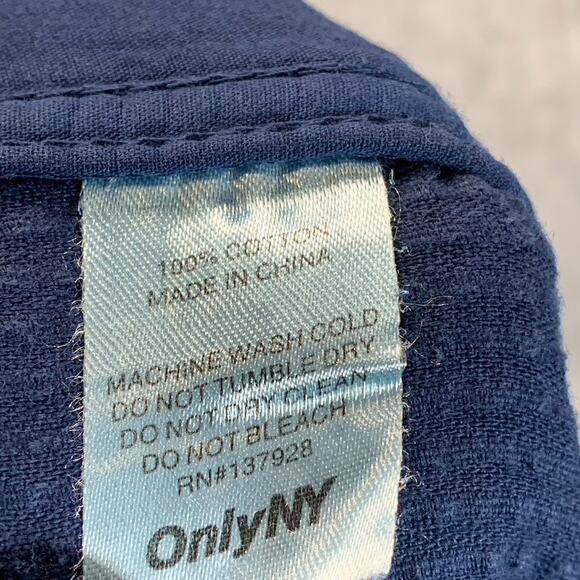 100% COTTON
MADE IN CHINA
MACHINE WASH COLD
DO NOT TUMBLE DRY
DO NOT DRY CLEAN
DO NOT BLEACH
RN#137928
OnlyNY